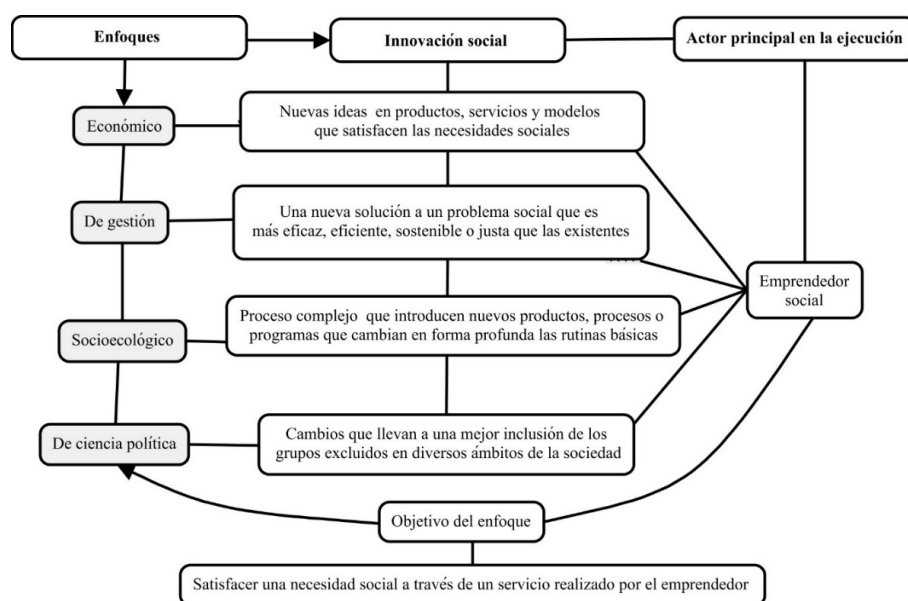 Enfoques
Innovación social
Actor principal en la ejecución
Económico
Nuevas ideas en productos, servicios y modelos
que satisfacen las necesidades sociales
De gestión
Una nueva solución a un problema social que es
más eficaz, eficiente, sostenible o justa que las existentes
Emprendedor
social
Socioecológico
Proceso complejo que introducen nuevos productos, procesos o
programas que cambian en forma profunda las rutinas básicas
De ciencia política
Cambios que llevan a una mejor inclusión de los
grupos excluidos en diversos ámbitos de la sociedad
Objetivo del enfoque
Satisfacer una necesidad social a través de un servicio realizado por el emprendedor